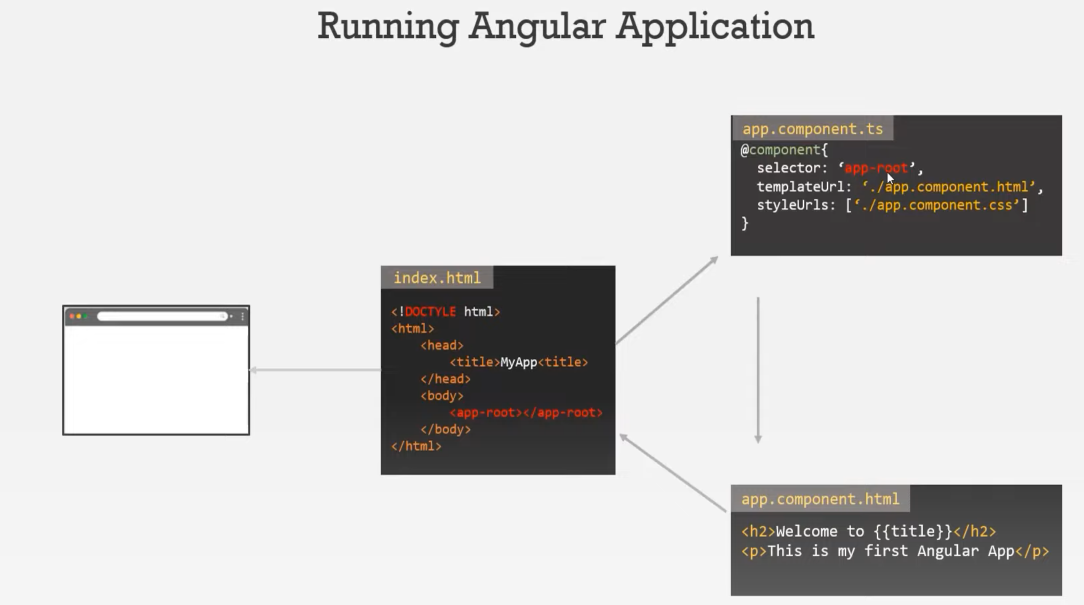 Running Angular Application
app.component.ts
@component{
selector: ‘app-root’,
templateUrl: ‘./app.component.html’,
styleUrls: [‘./app.component.css’]
}
index.html
<!DOCTYLE html>
<html>
<head>
<title>MyApp<title>
</head>
<body>
<app-root></app-root>
</body>
</html>
app.component.html
<h2>Welcome to {{title}}</h2>
<p>This is my first Angular App</p>